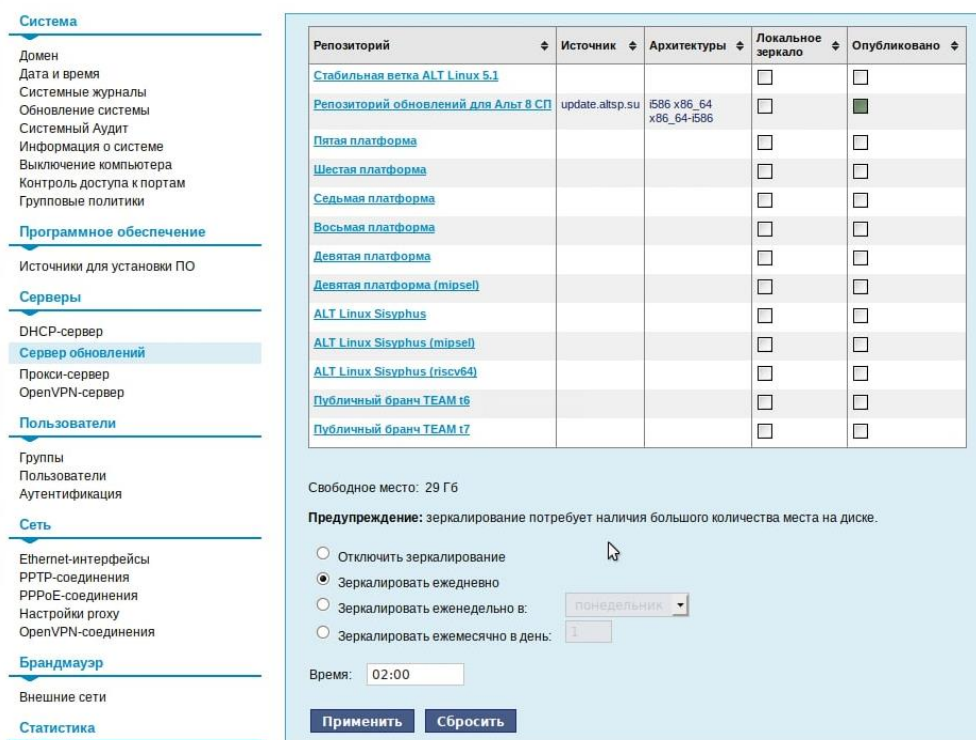 Система
Домен
Дата и время
Системные журналы
Обновление системы
Системный Аудит
Информация о системе
Выключение компьютера
Контроль доступа к портам
Групповые политики
Программное обеспечение
Источники для установки ПО
Серверы
DHCP-сервер
Сервер обновлений
Прокси-сервер
OpenVPN-сервер
Пользователи
Группы
Пользователи
Аутентификация
Сеть
Ethernet-интерфейсы
PPTP-соединения
PPPoE-соединения
Настройки proxy
OpenVPN-соединения
Брандмауэр
Внешние сети
Статистика
Репозиторий Источник Архитектуры Локальное зеркало Опубликовано
Стабильная ветка ALT Linux 5.1
Репозиторий обновлений для Альт 8 СП update.altsp.su i586 x86_64
x86_64-i586
Пятая платформа
Шестая платформа
Седьмая платформа
Восьмая платформа
Девятая платформа
Девятая платформа (mipsel)
ALT Linux Sisyphus
ALT Linux Sisyphus (mipsel)
ALT Linux Sisyphus (riscv64)
Публичный бранч TEAM t6
Публичный бранч TEAM t7
Свободное место: 29 Гб
Предупреждение: зеркалирование потребует наличия большого количества места на диске.
Отключить зеркалирование
Зеркалировать ежедневно
Зеркалировать еженедельно в: понедельник
Зеркалировать ежемесячно в день: 1
Время: 02:00
Применить Сбросить